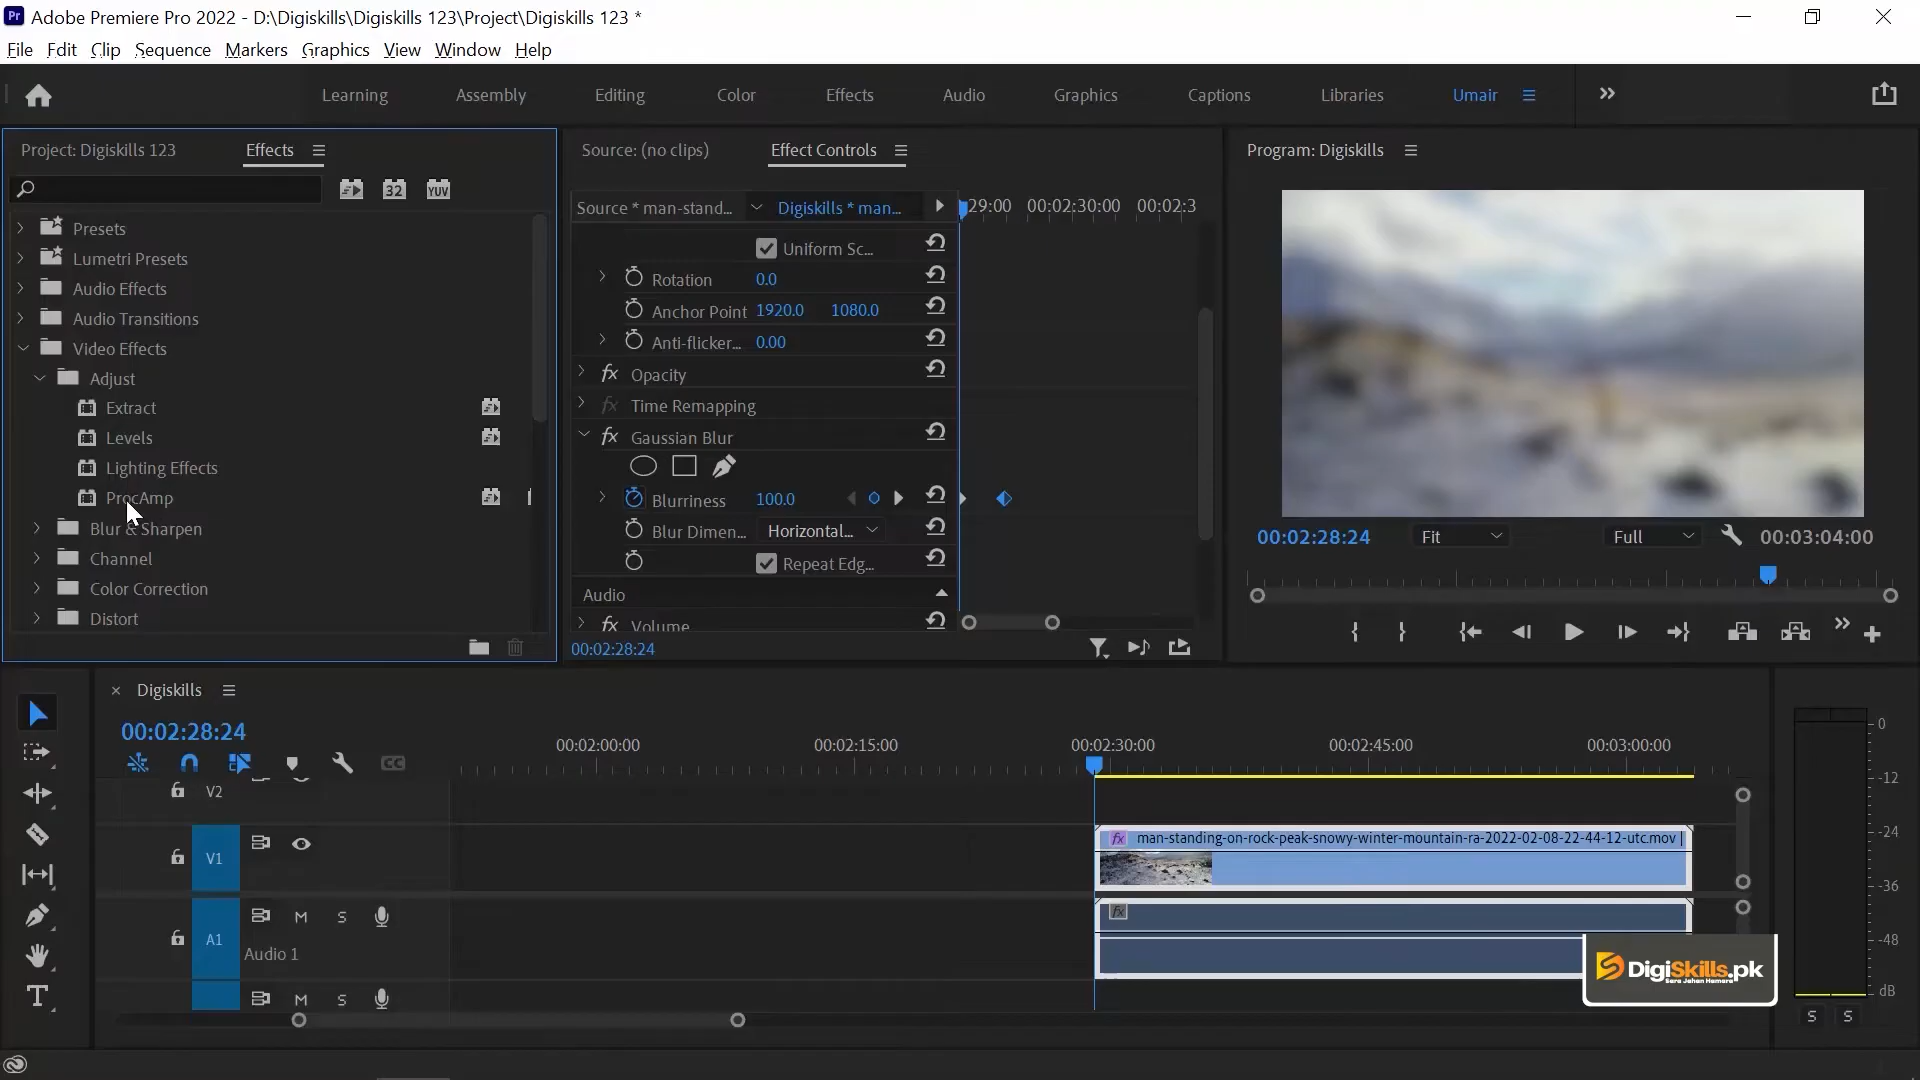 Adobe Premiere Pro 2022 - D:\Digiskills\Digiskills 123\Project\Digiskills 123 *
File Edit Clip Sequence Markers Graphics View Window Help
Learning Assembly Editing Color Effects Audio Graphics Captions Libraries Umair
Project: Digiskills 123 Effects
32 YUV
Presets
Lumetri Presets
Audio Effects
Audio Transitions
Video Effects
Adjust
Extract
Levels
Lighting Effects
ProcAmp
Blur & Sharpen
Channel
Color Correction
Distort
Source: (no clips) Effect Controls
Source * man-stand... Digiskills * man...
29:00 00:02:30:00 00:02:3
Uniform Sc...
Rotation 0.0
Anchor Point 1920.0 1080.0
Anti-flicker... 0.00
fx Opacity
fx Time Remapping
fx Gaussian Blur
Blurriness 100.0
Blur Dimen... Horizontal...
Repeat Edg...
Audio
fx Volume
00:02:28:24
Program: Digiskills
00:02:28:24 Fit Full 00:03:04:00
Digiskills
00:02:28:24
00:02:00:00 00:02:15:00 00:02:30:00 00:02:45:00 00:03:00:00
CC
V2
V1
fx man-standing-on-rock-peak-snowy-winter-mountain-ra-2022-02-08-22-44-12-utc.mov
A1 M S
fx
Audio 1
M S
DigiSkills.pk
Sara Jahan Hamara
0
-12
-24
-36
-48
dB
S S